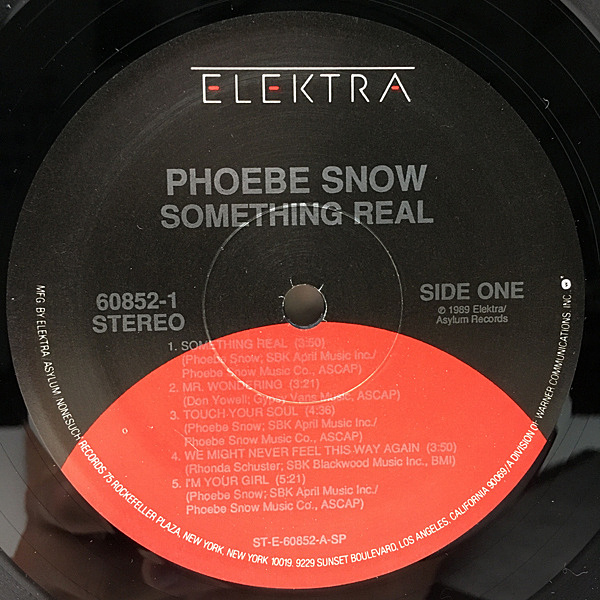 ELEKTRA
PHOEBE SNOW
SOMETHING REAL
60852-1
STEREO
SIDE ONE
℗ 1989 Elektra/
Asylum Records
1. SOMETHING REAL (3:50)
(Phoebe Snow; SBK April Music Inc./
Phoebe Snow Music Co., ASCAP)
2. MR. WONDERING (3:21)
(Don Yowell; Gypsy Vans Music, ASCAP)
3. TOUCH YOUR SOUL (4:36)
(Phoebe Snow; SBK April Music Inc./
Phoebe Snow Music Co., ASCAP)
4. WE MIGHT NEVER FEEL THIS WAY AGAIN (3:50)
(Rhonda Schuster; SBK Blackwood Music Inc., BMI)
5. I'M YOUR GIRL (5:21)
(Phoebe Snow; SBK April Music Inc./
Phoebe Snow Music Co., ASCAP)
ST-E-60852-A-SP
MFG. BY ELEKTRA, ASYLUM, NONESUCH RECORDS 75 ROCKEFELLER PLAZA, NEW YORK, NEW YORK 10019. 9229 SUNSET BOULEVARD, LOS ANGELES, CALIFORNIA 90069/A DIVISION OF WARNER COMMUNICATIONS INC.